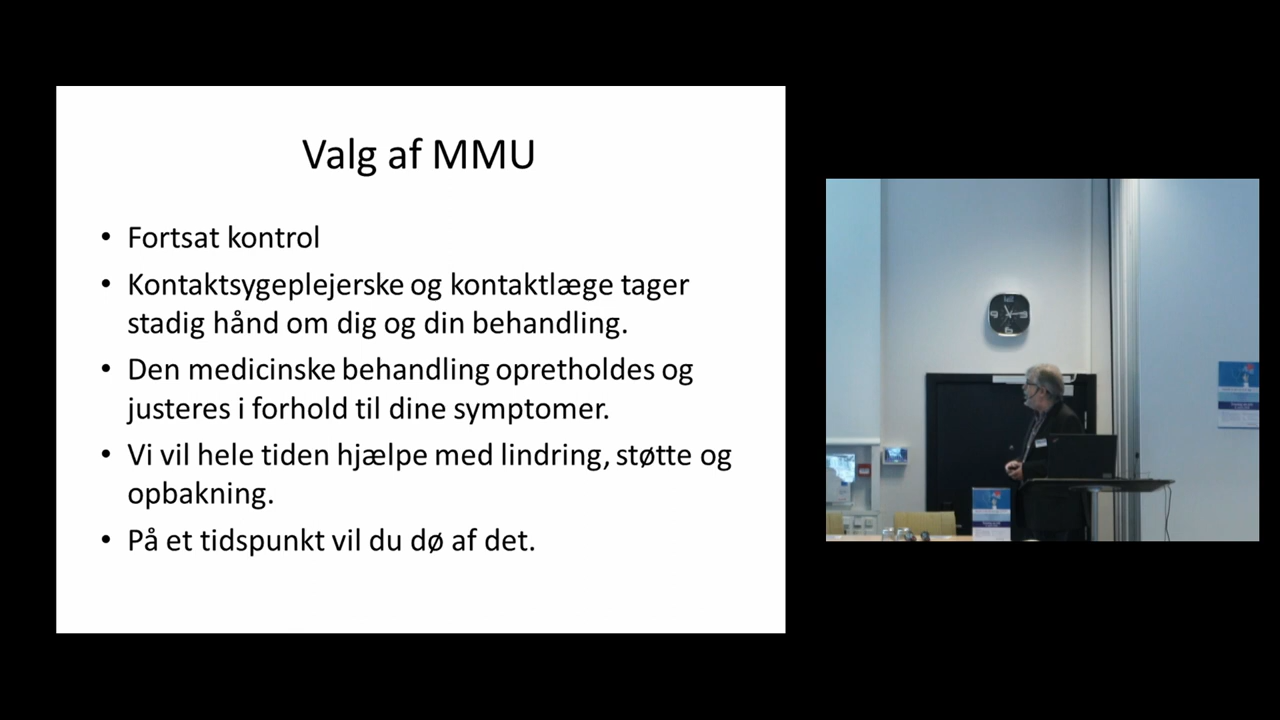 Valg af MMU
• Fortsat kontrol
• Kontaktsygeplejerske og kontaktlæge tager
stadig hånd om dig og din behandling.
• Den medicinske behandling opretholdes og
justeres i forhold til dine symptomer.
• Vi vil hele tiden hjælpe med lindring, støtte og
opbakning.
• På et tidspunkt vil du dø af det.